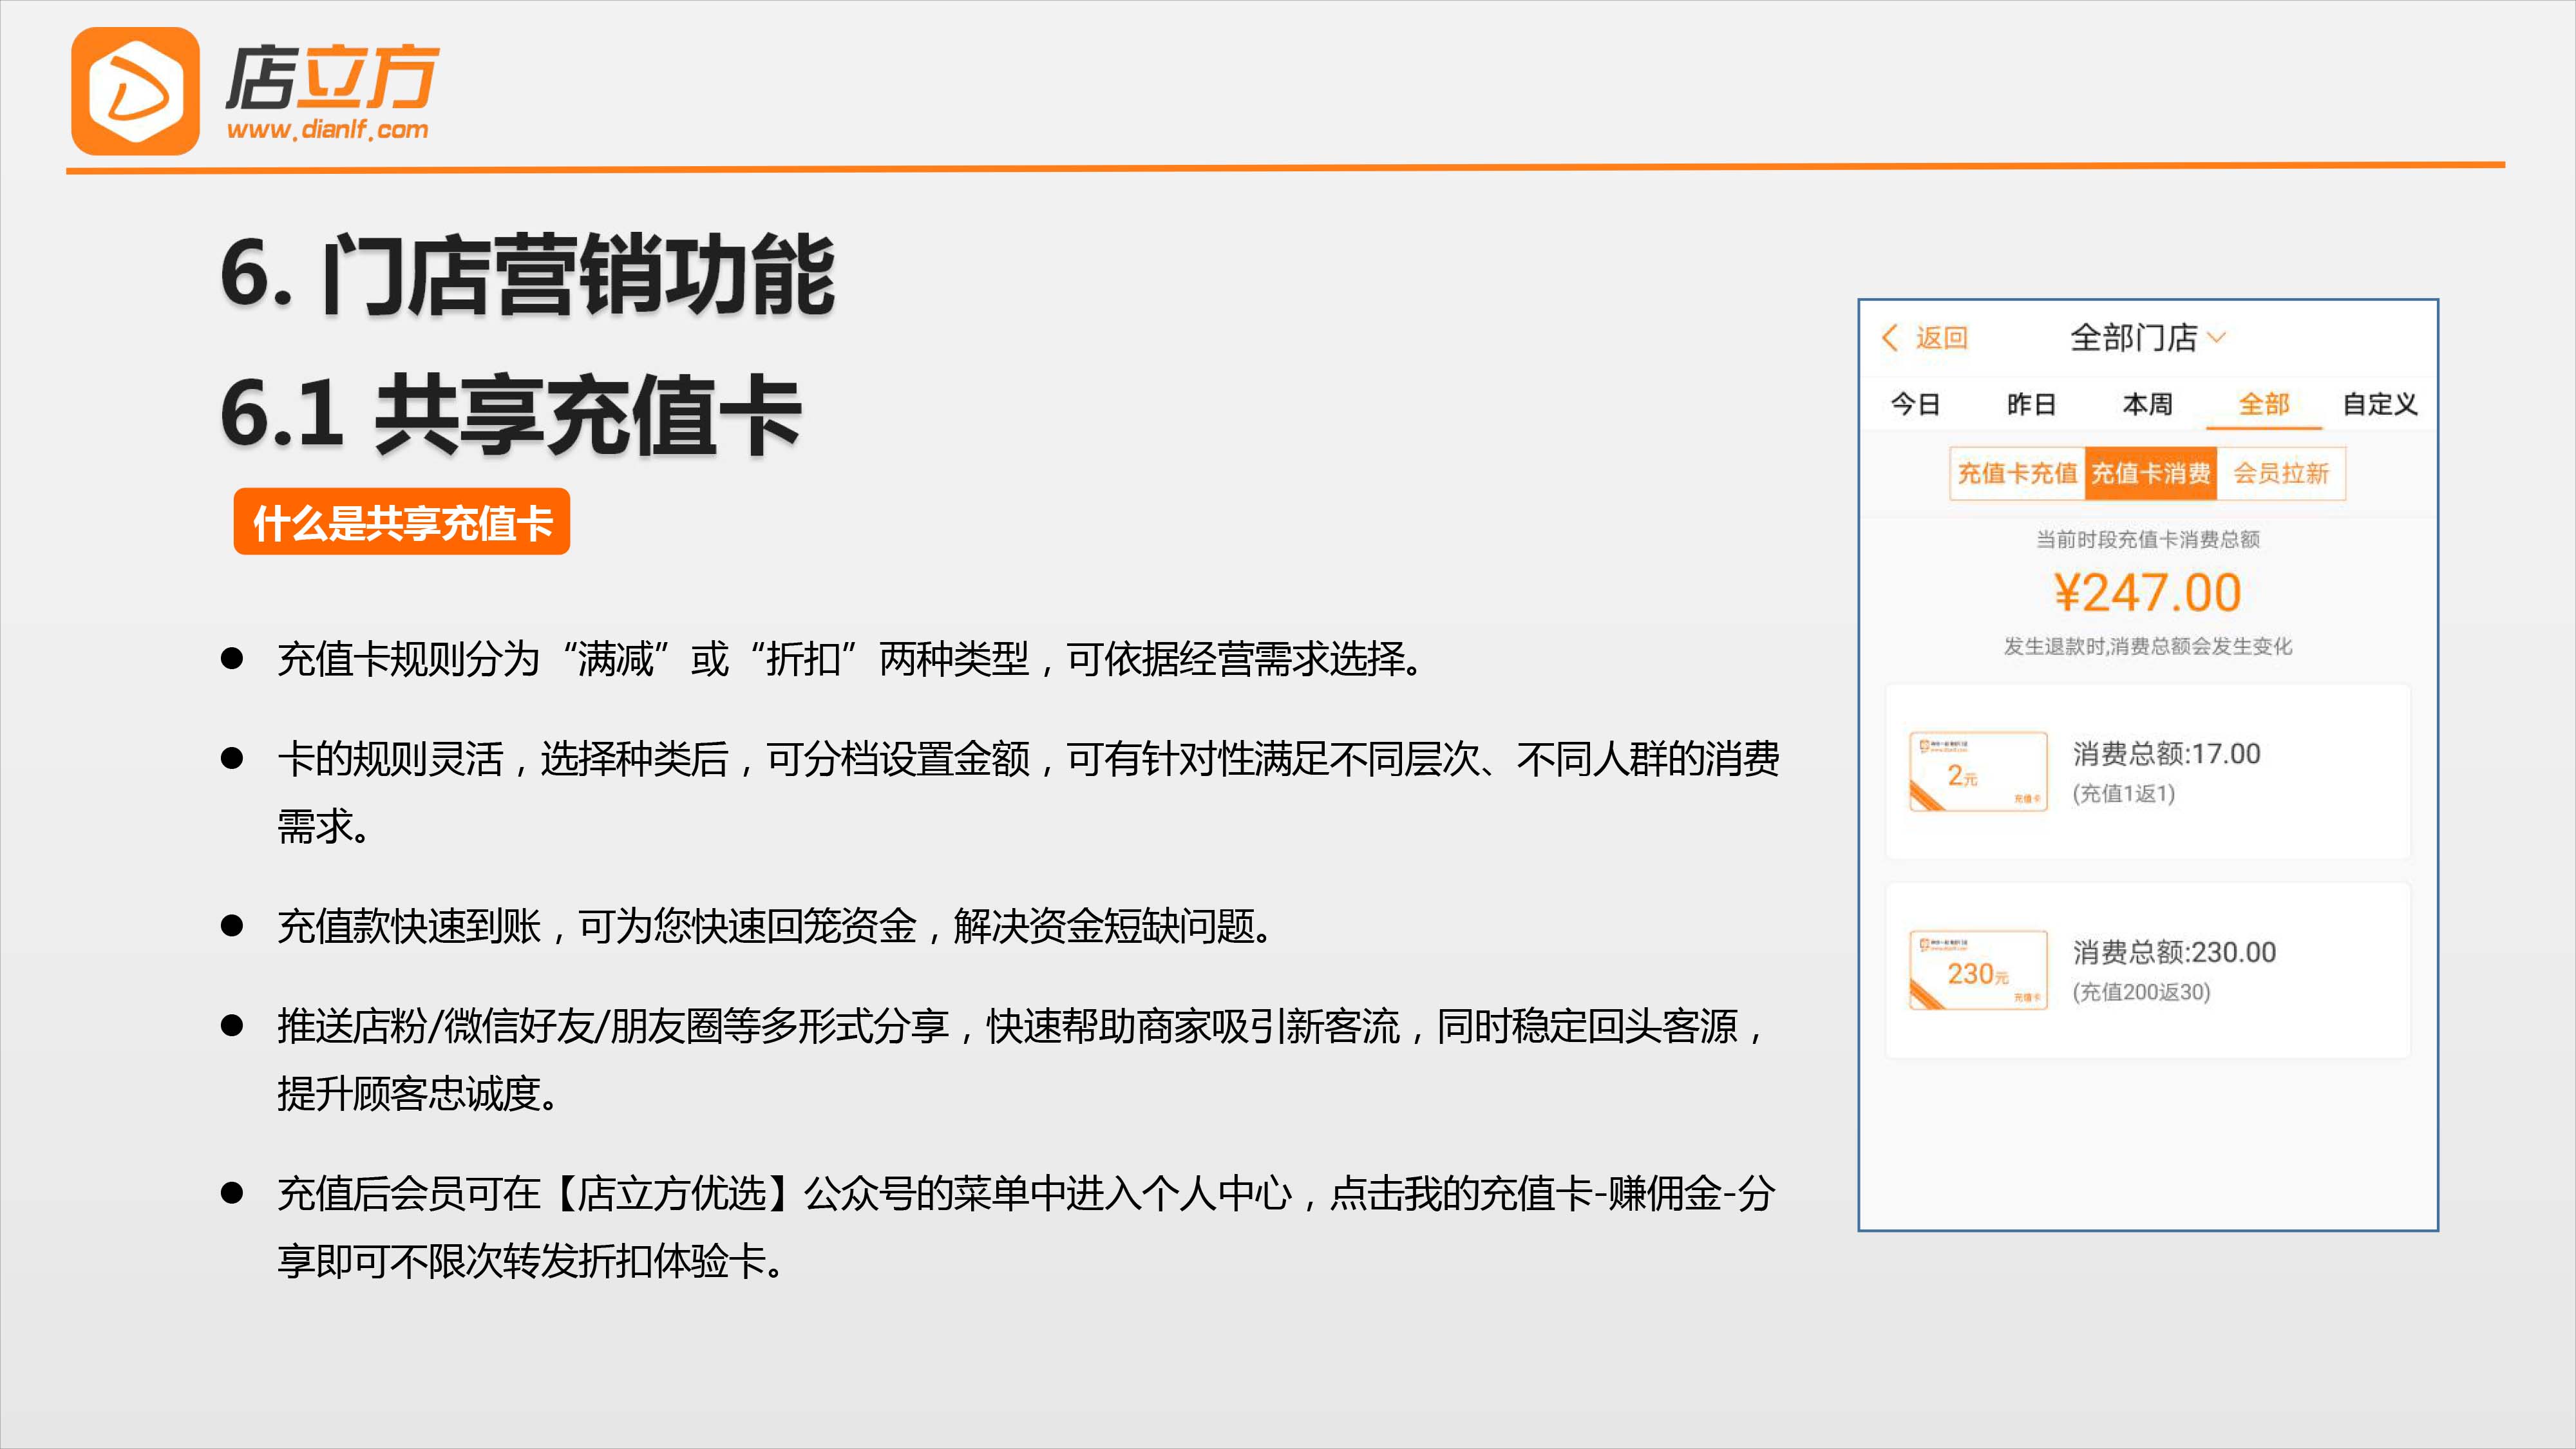 店立方
www.dianlf.com
6. 门店营销功能
6.1 共享充值卡
什么是共享充值卡
● 充值卡规则分为“满减”或“折扣”两种类型，可依据经营需求选择。
● 卡的规则灵活，选择种类后，可分档设置金额，可有针对性满足不同层次、不同人群的消费
需求。
● 充值款快速到账，可为您快速回笼资金，解决资金短缺问题。
● 推送店粉/微信好友/朋友圈等多形式分享，快速帮助商家吸引新客流，同时稳定回头客源，
提升顾客忠诚度。
● 充值后会员可在【店立方优选】公众号的菜单中进入个人中心，点击我的充值卡-赚佣金-分
享即可不限次转发折扣体验卡。
返回 全部门店
今日 昨日 本周 全部 自定义
充值卡充值 充值卡消费 会员拉新
当前时段充值卡消费总额
¥247.00
发生退款时,消费总额会发生变化
2元
充值卡
消费总额:17.00
(充值1返1)
230元
充值卡
消费总额:230.00
(充值200返30)